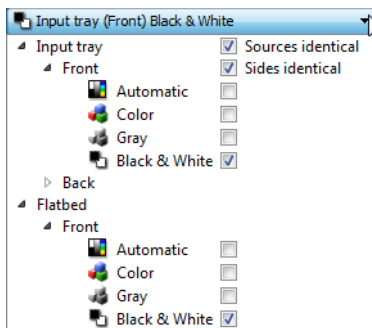 Input tray (Front) Black & White
Input tray Sources identical
Front Sides identical
Automatic
Color
Gray
Black & White
Back
Flatbed
Front
Automatic
Color
Gray
Black & White